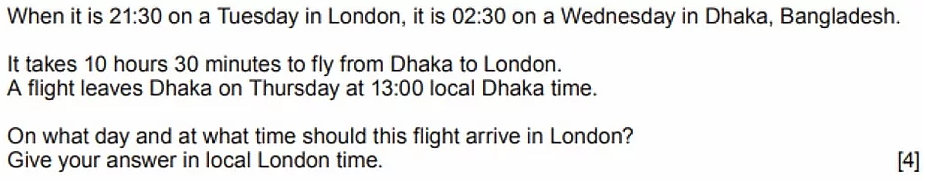 When it is 21:30 on a Tuesday in London, it is 02:30 on a Wednesday in Dhaka, Bangladesh.
It takes 10 hours 30 minutes to fly from Dhaka to London.
A flight leaves Dhaka on Thursday at 13:00 local Dhaka time.
On what day and at what time should this flight arrive in London?
Give your answer in local London time. [4]